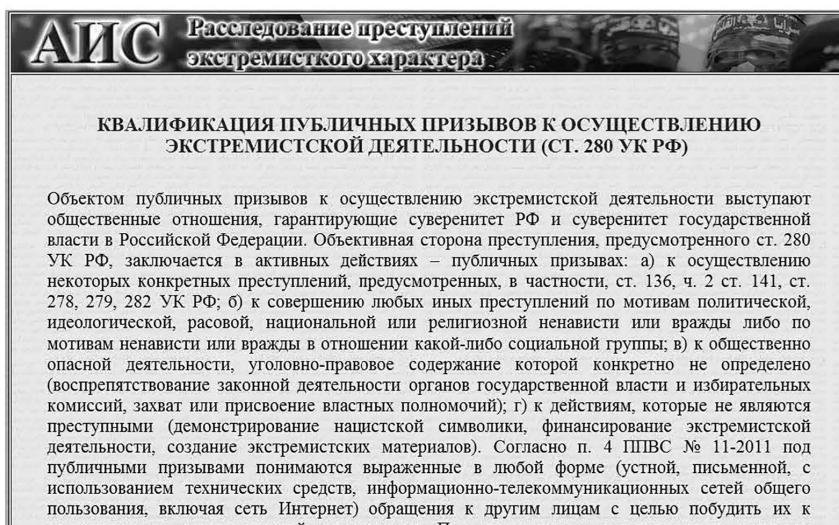 АИС
Расследование преступлений
экстремисткого характера
КВАЛИФИКАЦИЯ ПУБЛИЧНЫХ ПРИЗЫВОВ К ОСУЩЕСТВЛЕНИЮ
ЭКСТРЕМИСТСКОЙ ДЕЯТЕЛЬНОСТИ (СТ. 280 УК РФ)
Объектом публичных призывов к осуществлению экстремистской деятельности выступают
общественные отношения, гарантирующие суверенитет РФ и суверенитет государственной
власти в Российской Федерации. Объективная сторона преступления, предусмотренного ст. 280
УК РФ, заключается в активных действиях – публичных призывах: а) к осуществлению
некоторых конкретных преступлений, предусмотренных, в частности, ст. 136, ч. 2 ст. 141, ст.
278, 279, 282 УК РФ; б) к совершению любых иных преступлений по мотивам политической,
идеологической, расовой, национальной или религиозной ненависти или вражды либо по
мотивам ненависти или вражды в отношении какой-либо социальной группы; в) к общественно
опасной деятельности, уголовно-правовое содержание которой конкретно не определено
(воспрепятствование законной деятельности органов государственной власти и избирательных
комиссий, захват или присвоение властных полномочий); г) к действиям, которые не являются
преступными (демонстрирование нацистской символики, финансирование экстремистской
деятельности, создание экстремистских материалов). Согласно п. 4 ППВС № 11-2011 под
публичными призывами понимаются выраженные в любой форме (устной, письменной, с
использованием технических средств, информационно-телекоммуникационных сетей общего
пользования, включая сеть Интернет) обращения к другим лицам с целью побудить их к